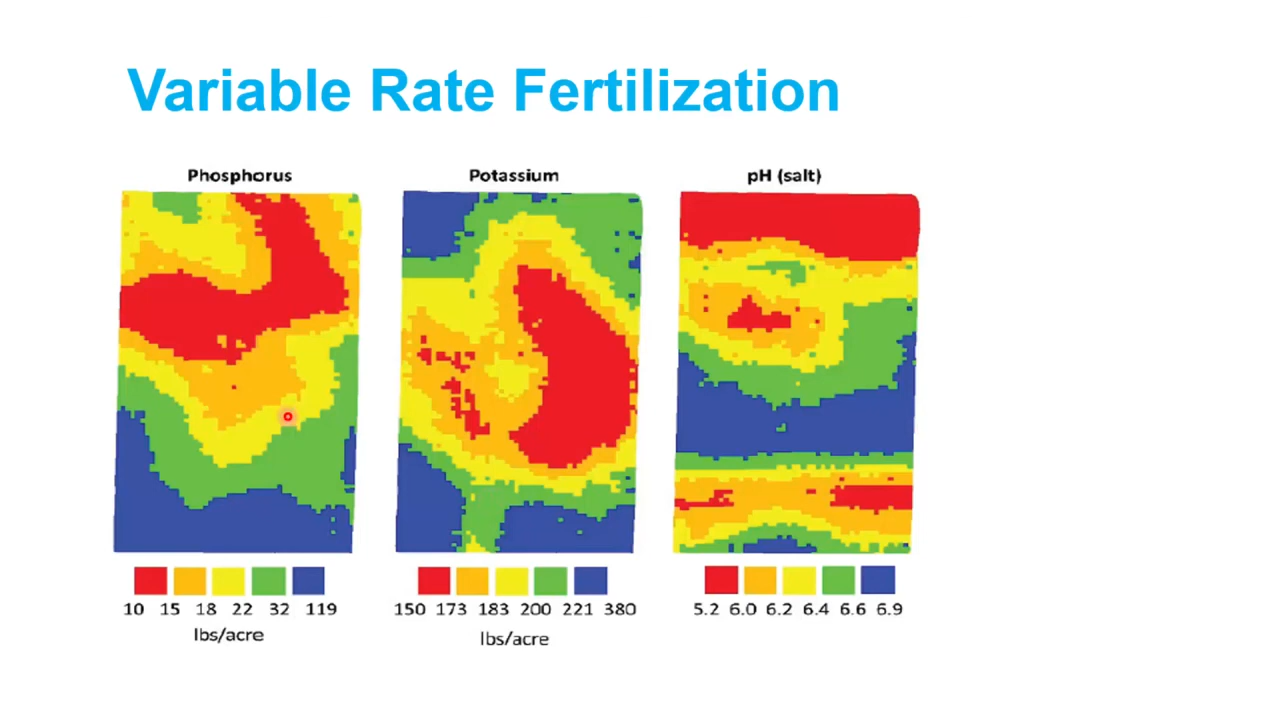 Variable Rate Fertilization
Phosphorus
Potassium
pH (salt)
10 15 18 22 32 119
lbs/acre
150 173 183 200 221 380
lbs/acre
5.2 6.0 6.2 6.4 6.6 6.9